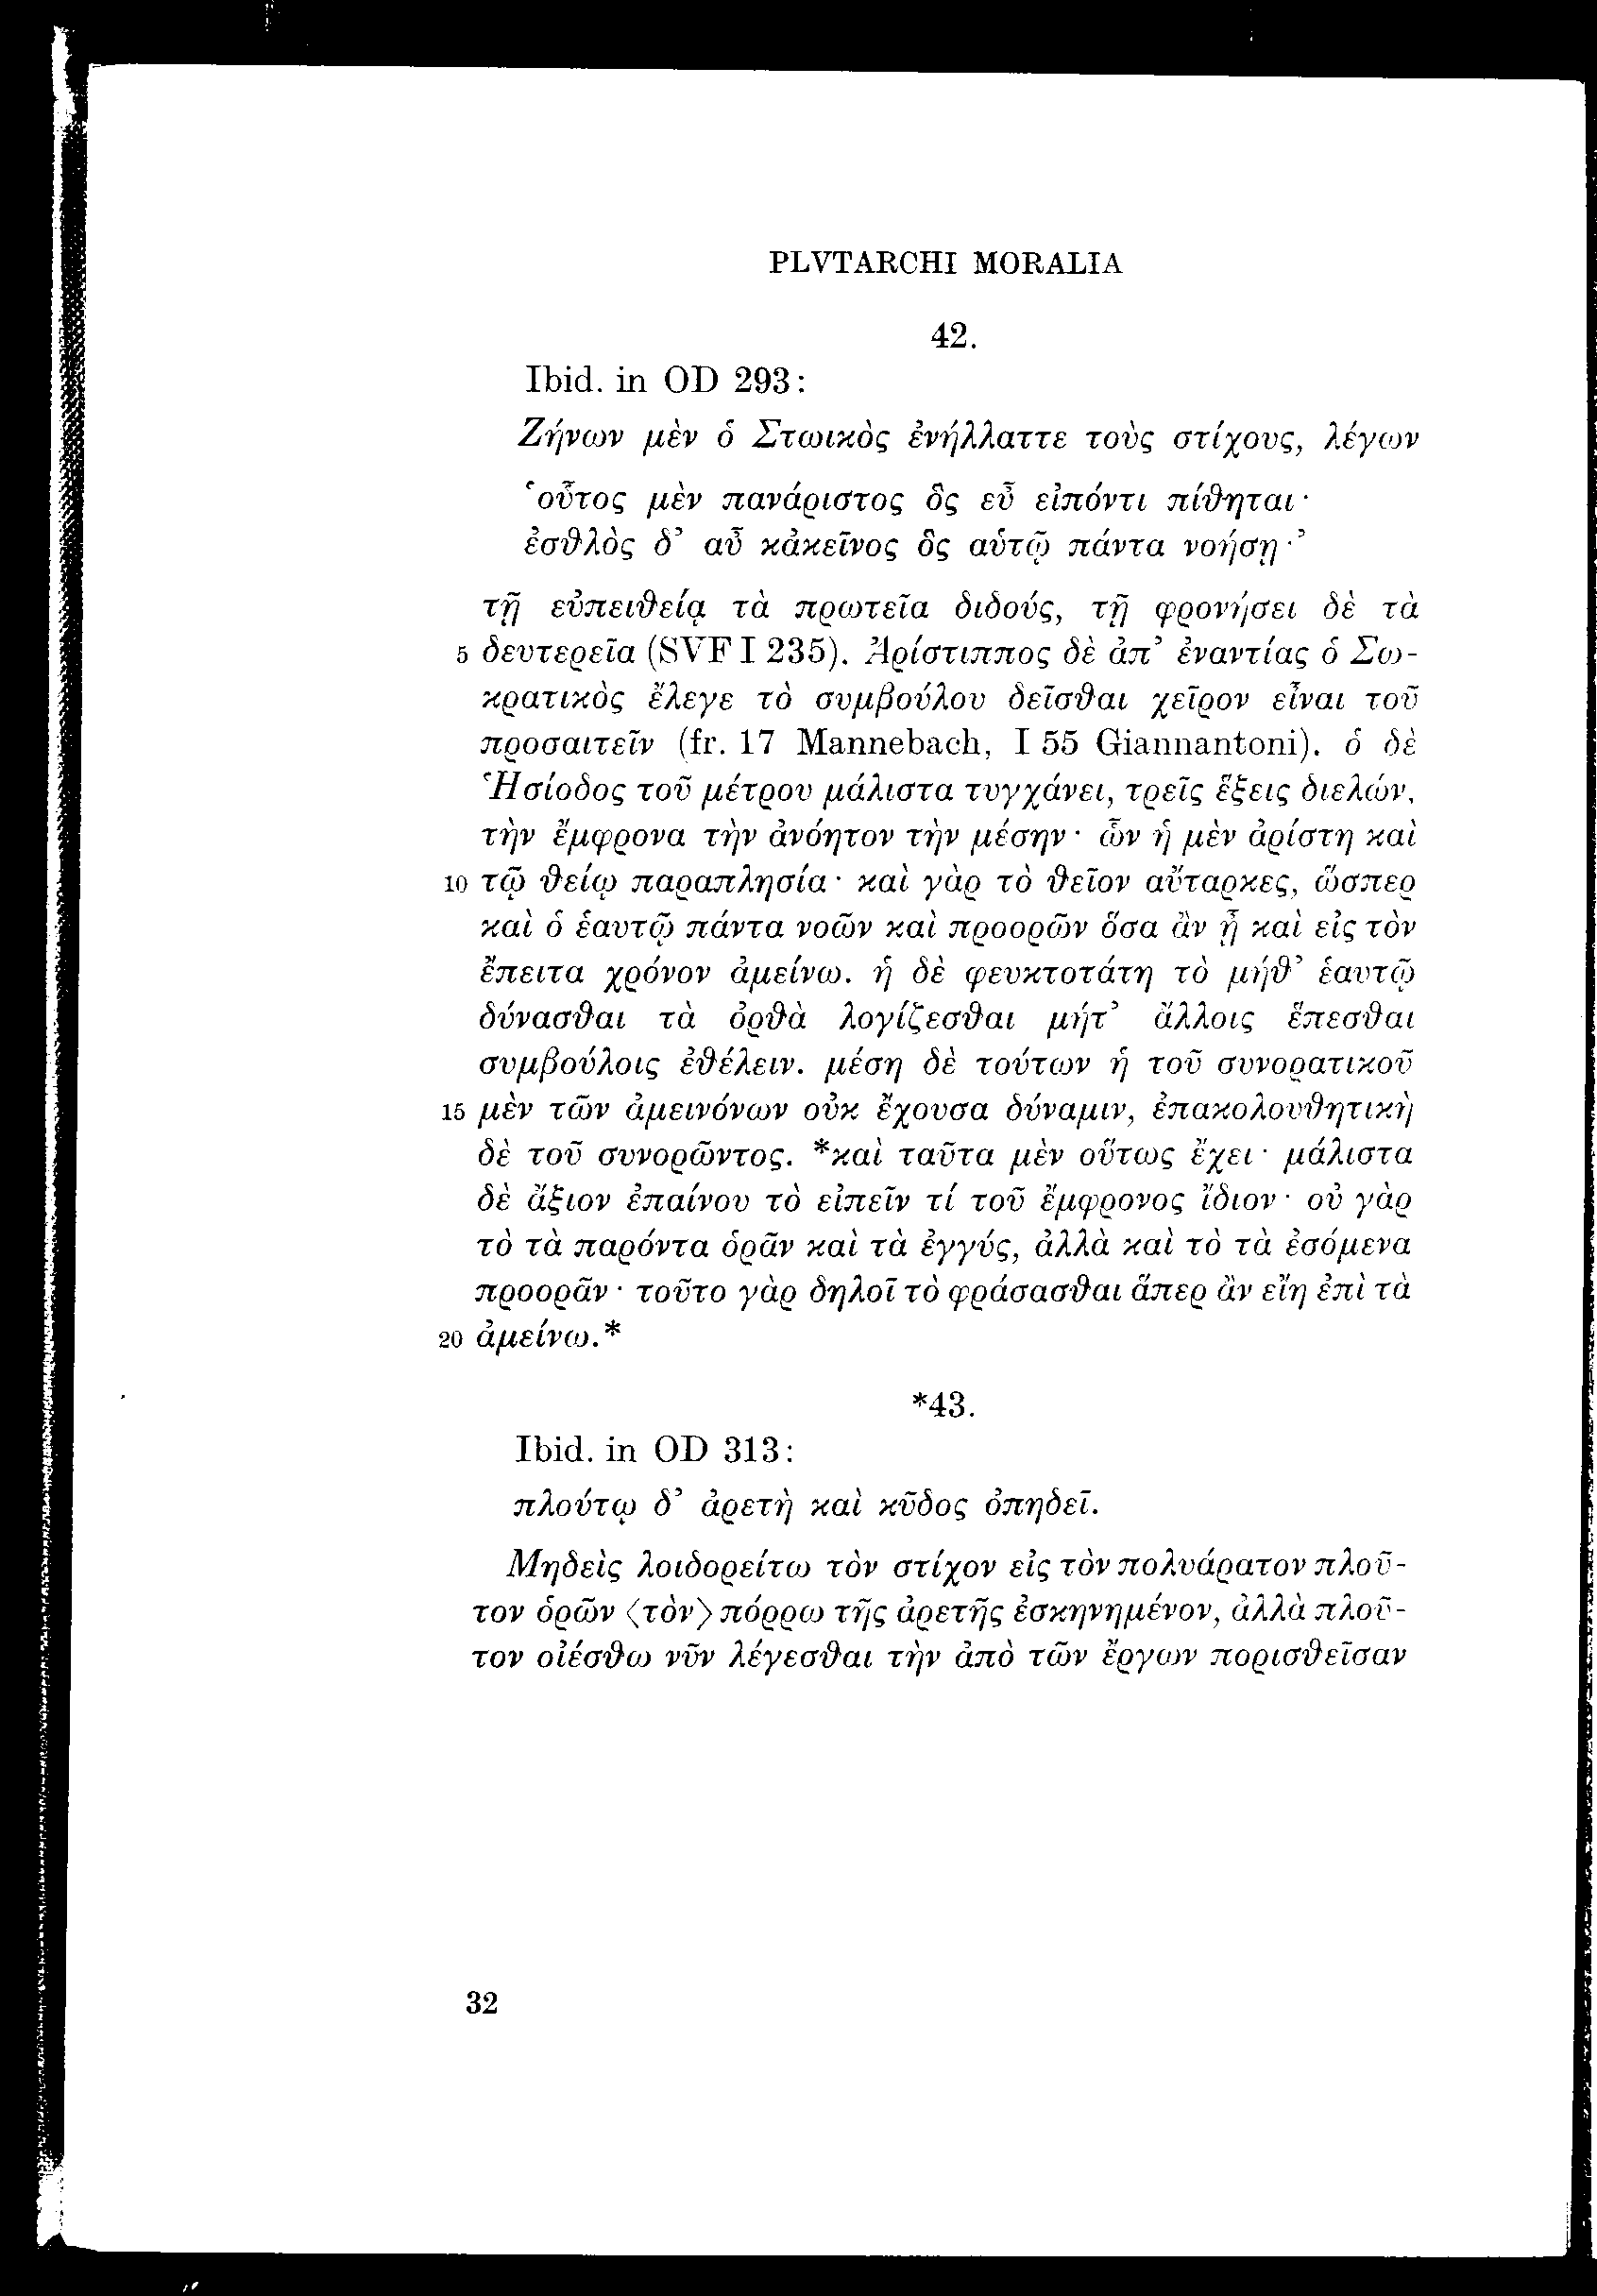 PLVTARCHI MORALIA
42.
Ibid. in OD 293:
Ζήνων μὲν ὁ Στωικὸς ἐνήλλαττε τοὺς στίχους, λέγων
‘οὗτος μὲν πανάριστος ὃς εὖ εἰπόντι πίθηται·
ἐσθλὸς δ’ αὖ κἀκεῖνος ὃς αὑτῷ πάντα νοήσῃ·’
τῇ εὐπειθείᾳ τὰ πρωτεῖα διδούς, τῇ φρονήσει δὲ τὰ
5 δευτερεῖα (SVF I 235). Ἀρίστιππος δὲ ἀπ’ ἐναντίας ὁ Σω-
κρατικὸς ἔλεγε τὸ συμβούλου δεῖσθαι χεῖρον εἶναι τοῦ
προσαιτεῖν (fr. 17 Mannebach, I 55 Giannantoni). ὁ δὲ
Ἡσίοδος τοῦ μέτρου μάλιστα τυγχάνει, τρεῖς ἕξεις διελών,
τὴν ἔμφρονα τὴν ἀνόητον τὴν μέσην· ὧν ἡ μὲν ἀρίστη καὶ
10 τῷ θείῳ παραπλησία· καὶ γὰρ τὸ θεῖον αὔταρκες, ὥσπερ
καὶ ὁ ἑαυτῷ πάντα νοῶν καὶ προορῶν ὅσα ἂν ᾖ καὶ εἰς τὸν
ἔπειτα χρόνον ἀμείνω. ἡ δὲ φευκτοτάτη τὸ μήθ’ ἑαυτῷ
δύνασθαι τὰ ὀρθὰ λογίζεσθαι μήτ’ ἄλλοις ἕπεσθαι
συμβούλοις ἐθέλειν. μέση δὲ τούτων ἡ τοῦ συνορατικοῦ
15 μὲν τῶν ἀμεινόνων οὐκ ἔχουσα δύναμιν, ἐπακολουθητικὴ
δὲ τοῦ συνορῶντος. *καὶ ταῦτα μὲν οὕτως ἔχει· μάλιστα
δὲ ἄξιον ἐπαίνου τὸ εἰπεῖν τί τοῦ ἔμφρονος ἴδιον· οὐ γὰρ
τὸ τὰ παρόντα ὁρᾶν καὶ τὰ ἐγγύς, ἀλλὰ καὶ τὸ τὰ ἐσόμενα
προορᾶν· τοῦτο γὰρ δηλοῖ τὸ φράσασθαι ἅπερ ἂν εἴη ἐπὶ τὰ
20 ἀμείνω.*
*43.
Ibid. in OD 313:
πλούτῳ δ’ ἀρετὴ καὶ κῦδος ὀπηδεῖ.
Μηδεὶς λοιδορείτω τὸν στίχον εἰς τὸν πολυάρατον πλοῦ-
τον ὁρῶν ⟨τὸν⟩ πόρρω τῆς ἀρετῆς ἐσκηνημένον, ἀλλὰ πλοῦ-
τον οἰέσθω νῦν λέγεσθαι τὴν ἀπὸ τῶν ἔργων πορισθεῖσαν
32